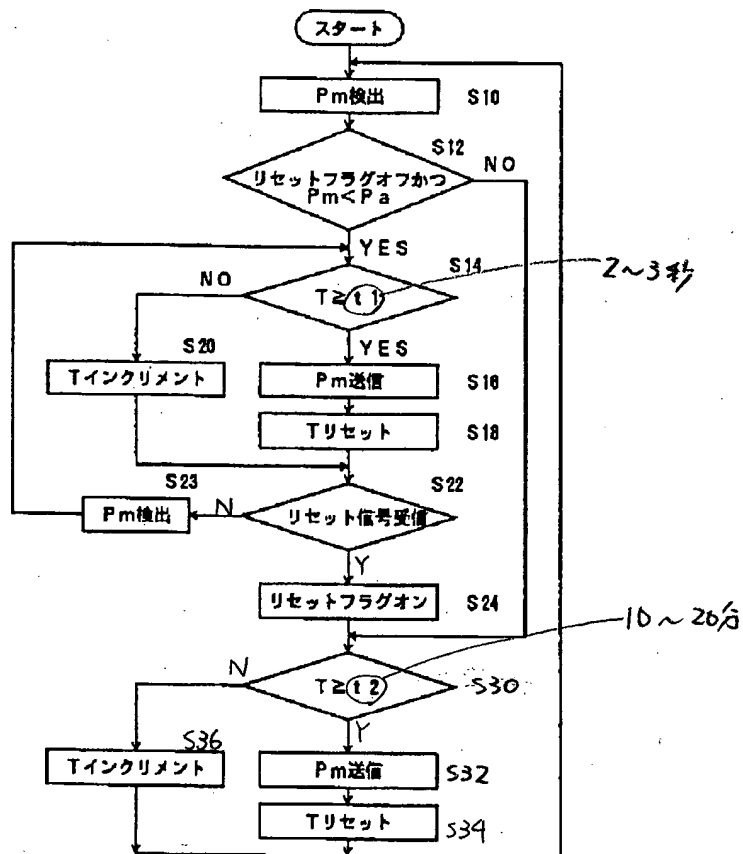 スタート
Pm検出
S10
S12
NO
リセットフラグオフかつ
Pm<Pa
YES
S14
2~3秒
NO
T≧t1
S20
YES
Tインクリメント
Pm送信
S16
Tリセット
S18
S23
S22
Pm検出
N
リセット信号受信
Y
リセットフラグオン
S24
10~20分
N
T≧t2
S30
Y
S36
Tインクリメント
Pm送信
S32
Tリセット
S34